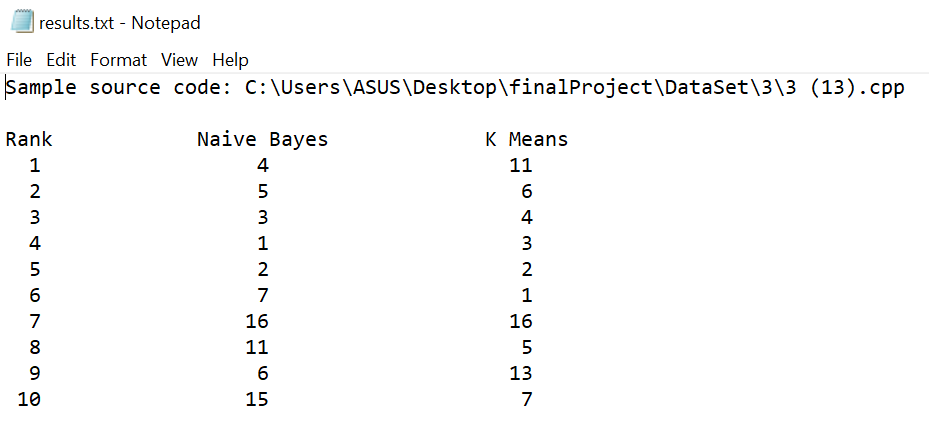 results.txt - Notepad
File Edit Format View Help
Sample source code: C:\Users\ASUS\Desktop\finalProject\DataSet\3\3 (13).cpp
Rank Naive Bayes K Means
1 4 11
2 5 6
3 3 4
4 1 3
5 2 2
6 7 1
7 16 16
8 11 5
9 6 13
10 15 7